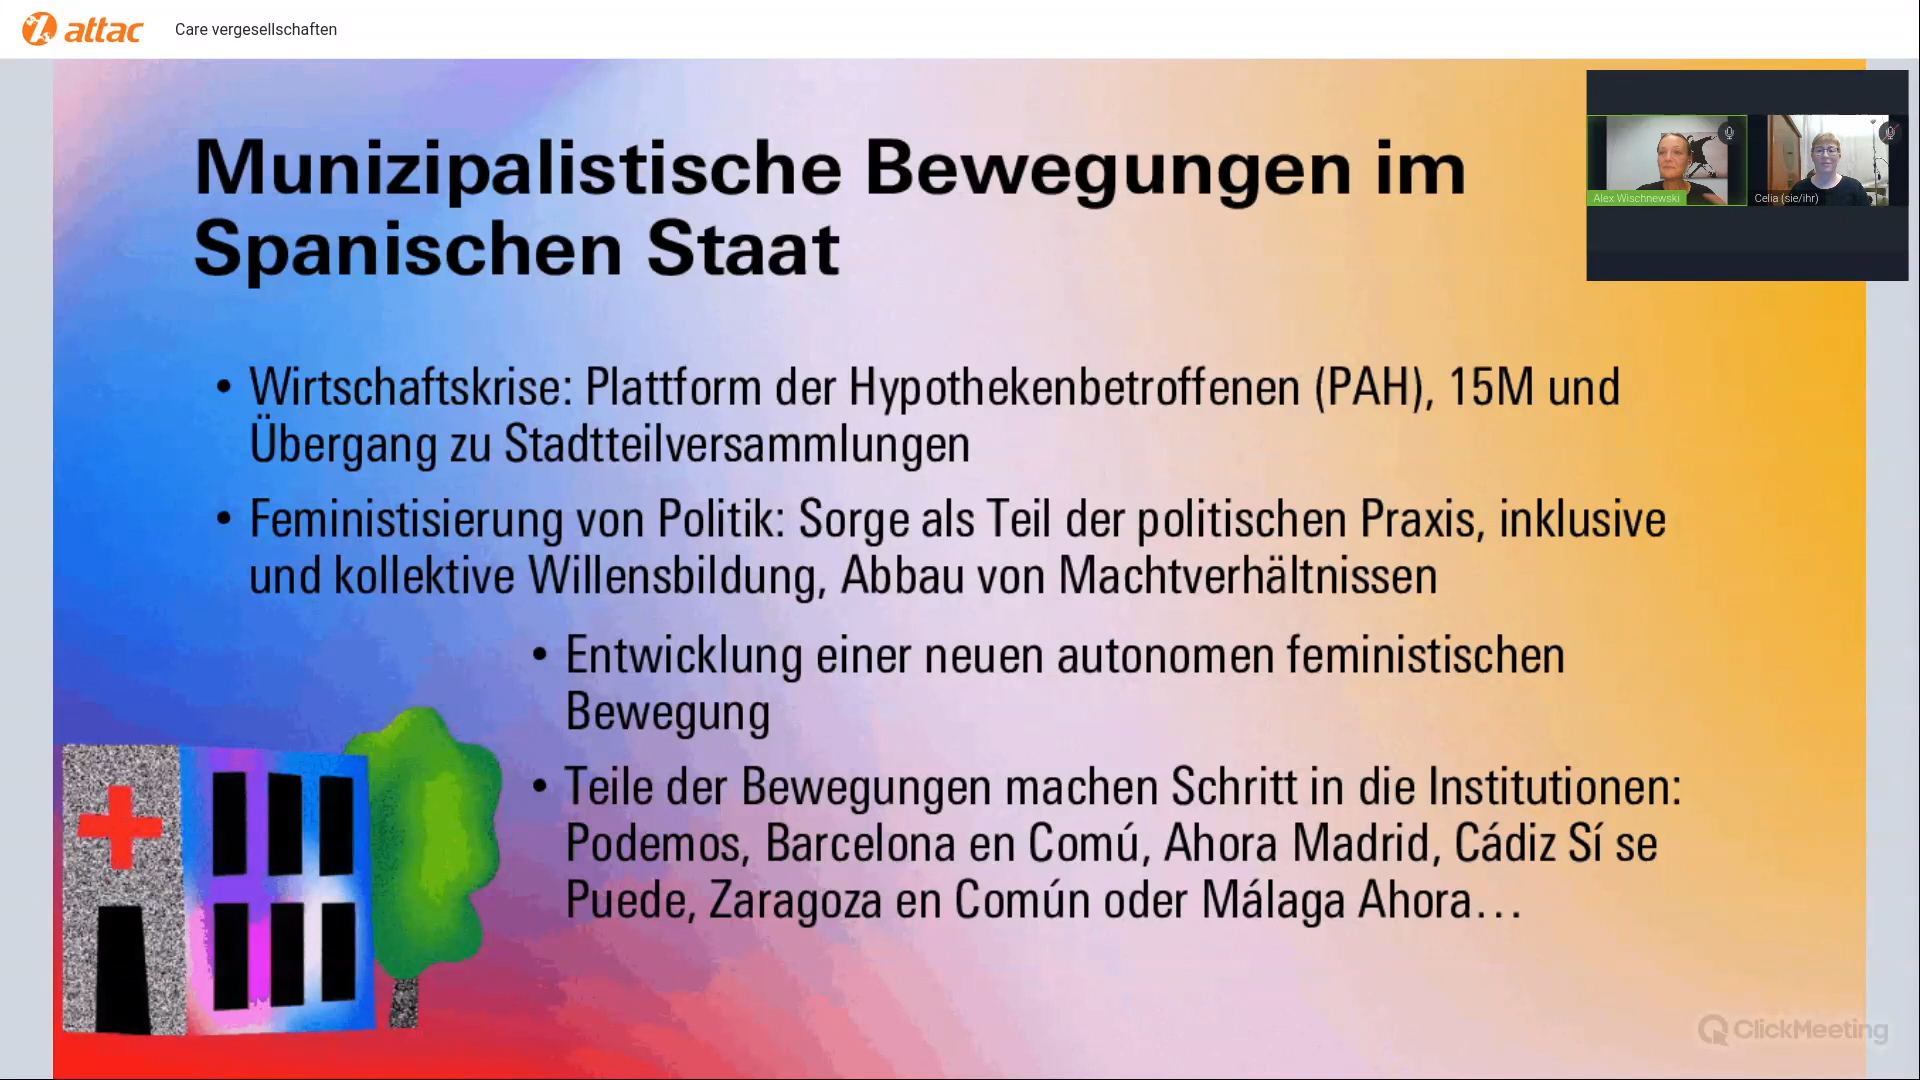 attac
Care vergesellschaften
Munizipalistische Bewegungen im
Spanischen Staat
Alex Wischnewski
Celia (sie/ihr)
• Wirtschaftskrise: Plattform der Hypothekenbetroffenen (PAH), 15M und
Übergang zu Stadtteilversammlungen
• Feministisierung von Politik: Sorge als Teil der politischen Praxis, inklusive
und kollektive Willensbildung, Abbau von Machtverhältnissen
• Entwicklung einer neuen autonomen feministischen
Bewegung
• Teile der Bewegungen machen Schritt in die Institutionen:
Podemos, Barcelona en Comú, Ahora Madrid, Cádiz Sí se
Puede, Zaragoza en Común oder Málaga Ahora…
ClickMeeting